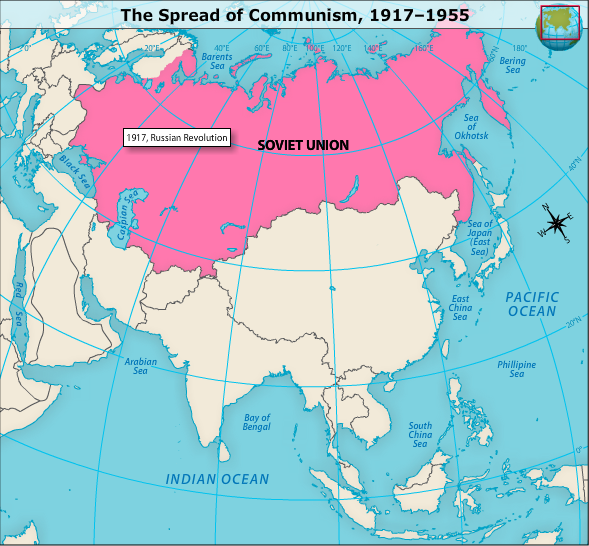 The Spread of Communism, 1917–1955
20°E
40°E
60°E
80°E
100°E
120°E
140°E
160°E
180°
Barents
Sea
Bering
Sea
Sea
of
Okhotsk
1917, Russian Revolution
SOVIET UNION
40°N
Black Sea
Caspian Sea
N
E
W
S
Sea of
Japan
(East
Sea)
Red Sea
East
China
Sea
PACIFIC
OCEAN
20°N
Arabian
Sea
Phillipine
Sea
Bay of
Bengal
South
China
Sea
0°
INDIAN OCEAN